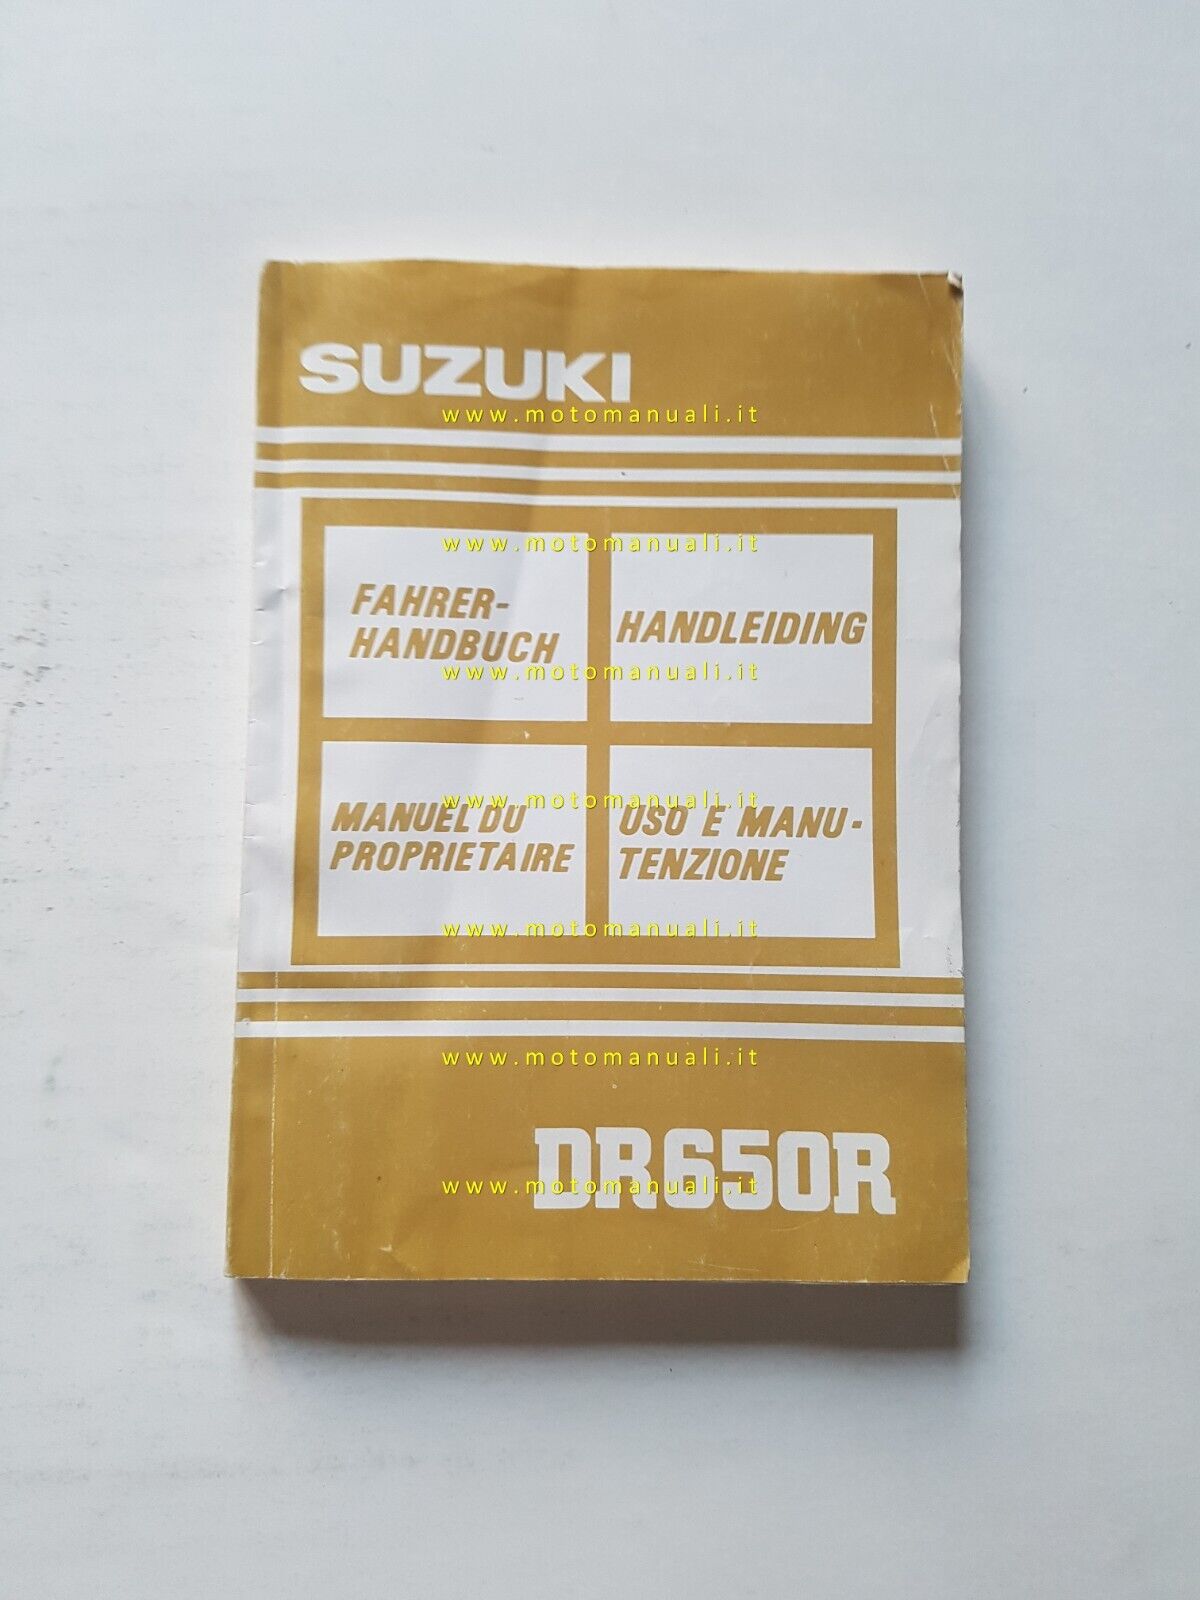 SUZUKI
www.motomanuali.it
www.motomanuali.it
FAHRER-
HANDBUCH
HANDLEIDING
www.motomanuali.it
www.motomanuali.it
MANUEL DU
PROPRIETAIRE
USO E MANU-
TENZIONE
www.motomanuali.it
www.motomanuali.it
DR650R
www.motomanuali.it